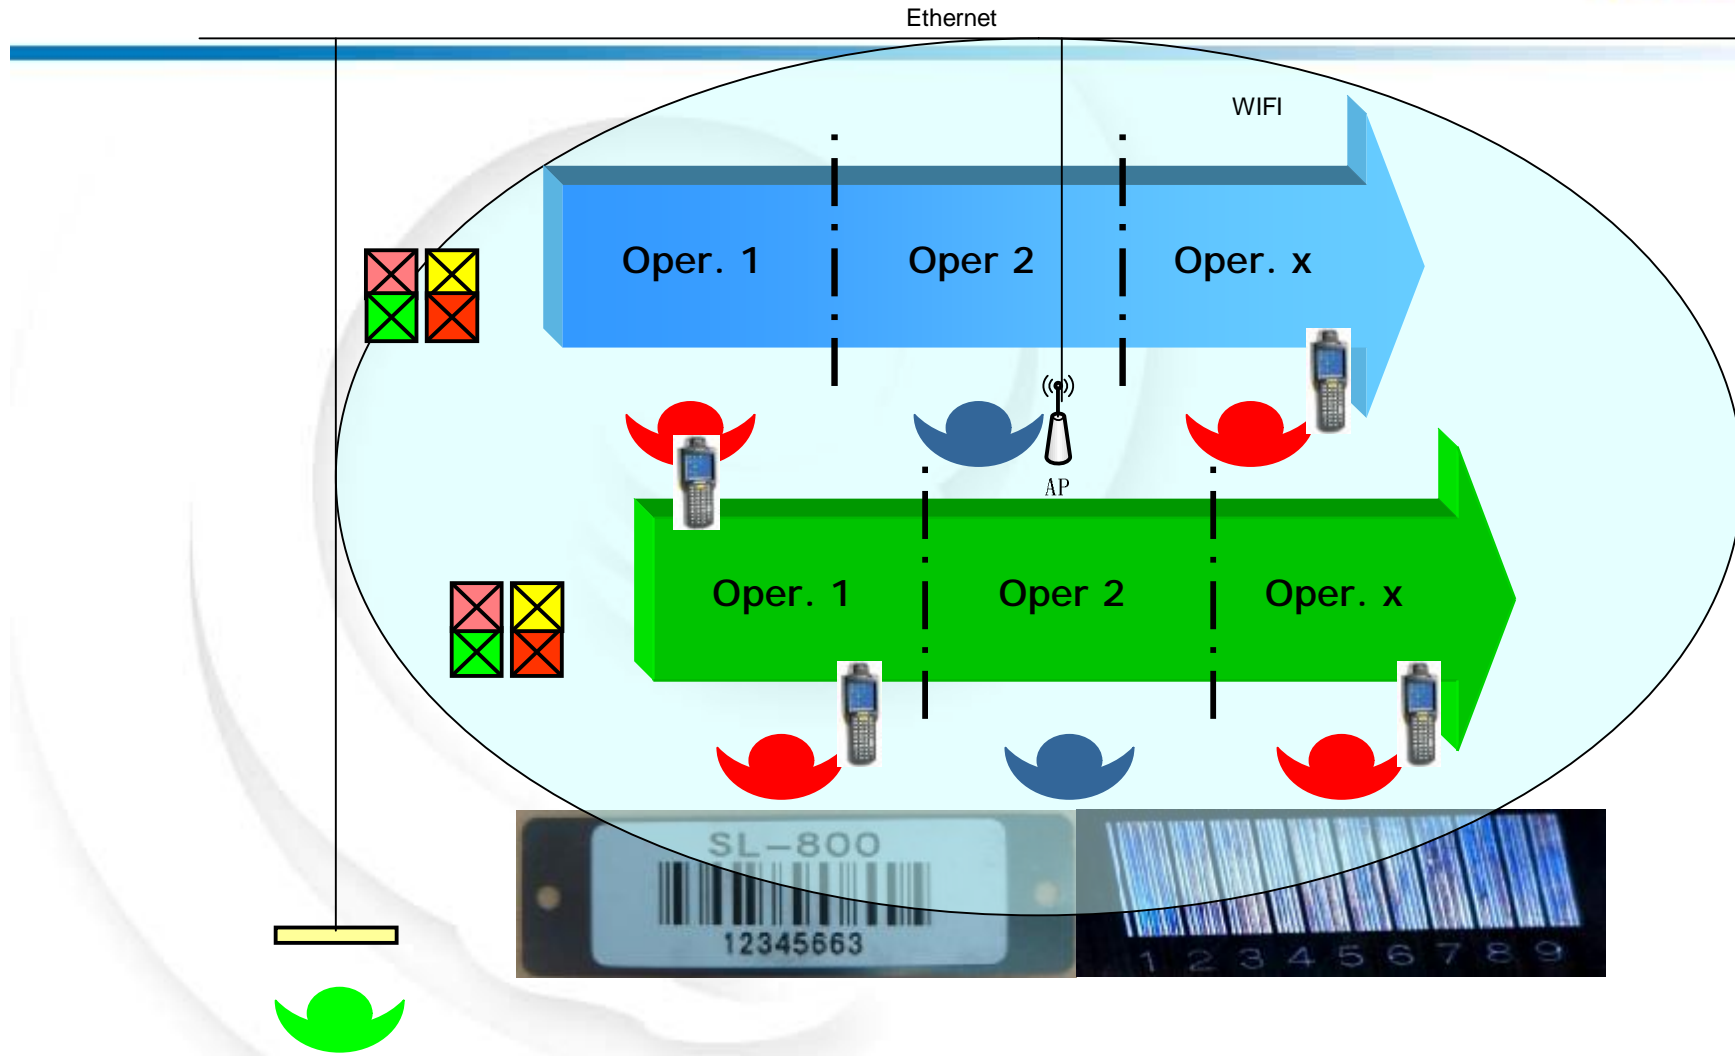 Ethernet
WIFI
Oper. 1
Oper 2
Oper. x
AP
Oper. 1
Oper 2
Oper. x
SL-800
12345663
1 2 3 4 5 6 7 8 9